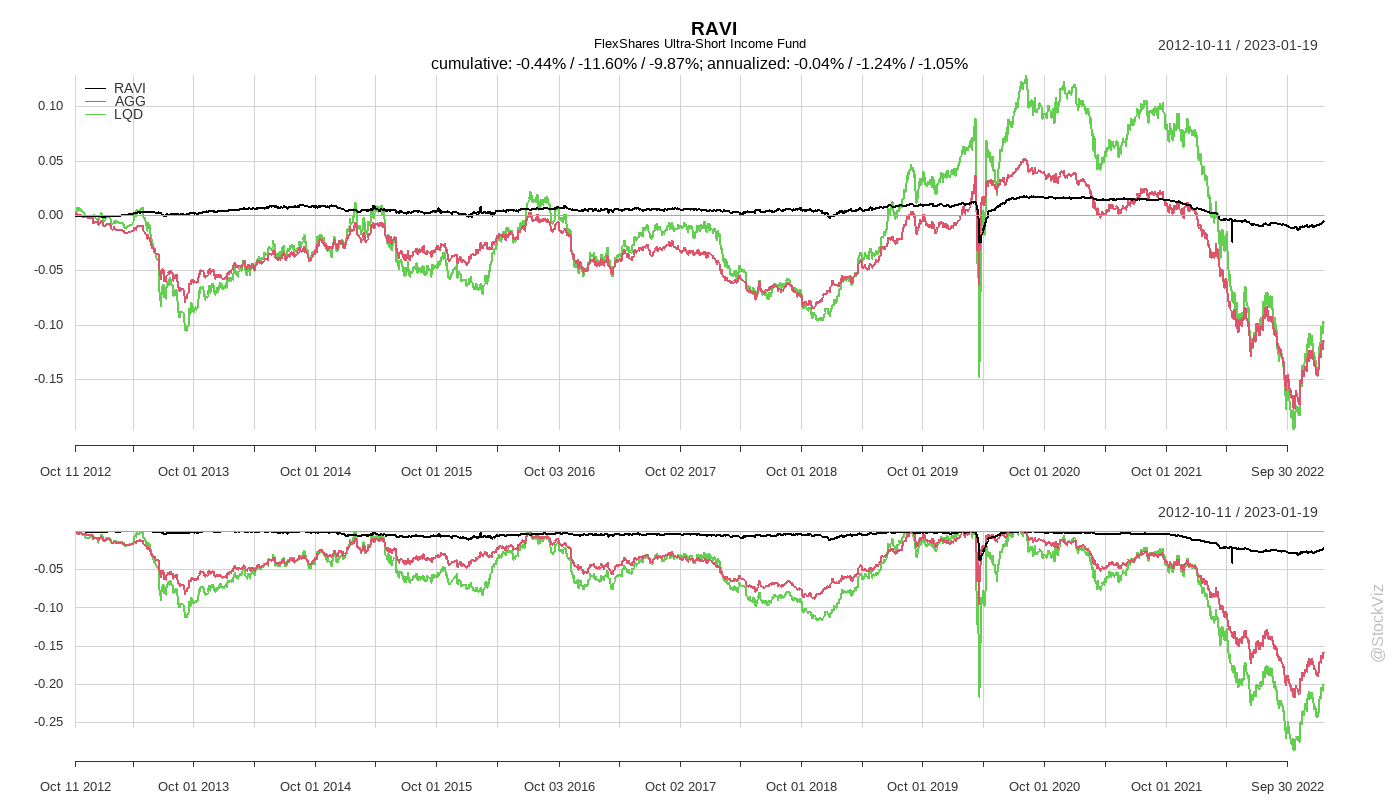 RAVI
FlexShares Ultra-Short Income Fund
2012-10-11 / 2023-01-19
cumulative: -0.44% / -11.60% / -9.87%; annualized: -0.04% / -1.24% / -1.05%
RAVI
AGG
LQD
0.10
0.05
0.00
-0.05
-0.10
-0.15
Oct 11 2012 Oct 01 2013 Oct 01 2014 Oct 01 2015 Oct 03 2016 Oct 02 2017 Oct 01 2018 Oct 01 2019 Oct 01 2020 Oct 01 2021 Sep 30 2022
2012-10-11 / 2023-01-19
-0.05
-0.10
-0.15
-0.20
-0.25
Oct 11 2012 Oct 01 2013 Oct 01 2014 Oct 01 2015 Oct 03 2016 Oct 02 2017 Oct 01 2018 Oct 01 2019 Oct 01 2020 Oct 01 2021 Sep 30 2022
@StockViz